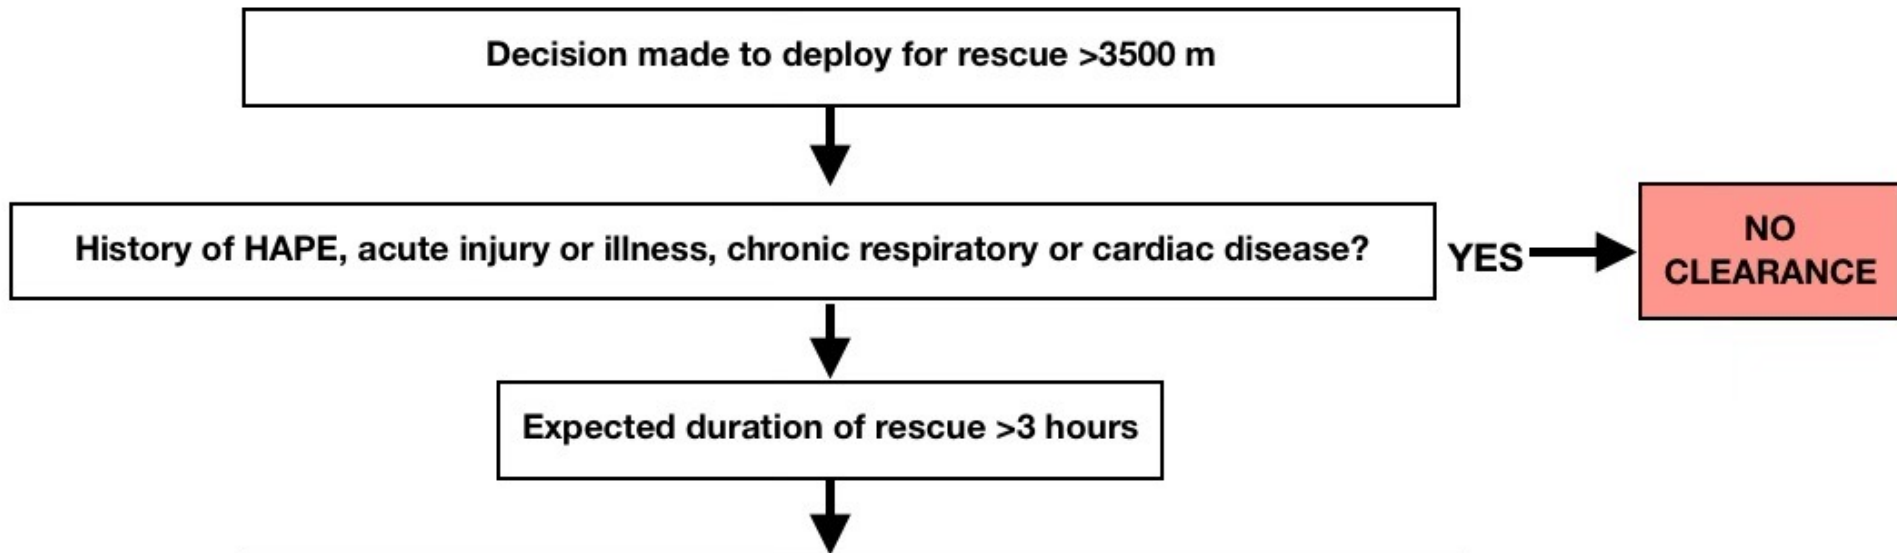 Decision made to deploy for rescue >3500 m
History of HAPE, acute injury or illness, chronic respiratory or cardiac disease?
YES
NO
CLEARANCE
Expected duration of rescue >3 hours